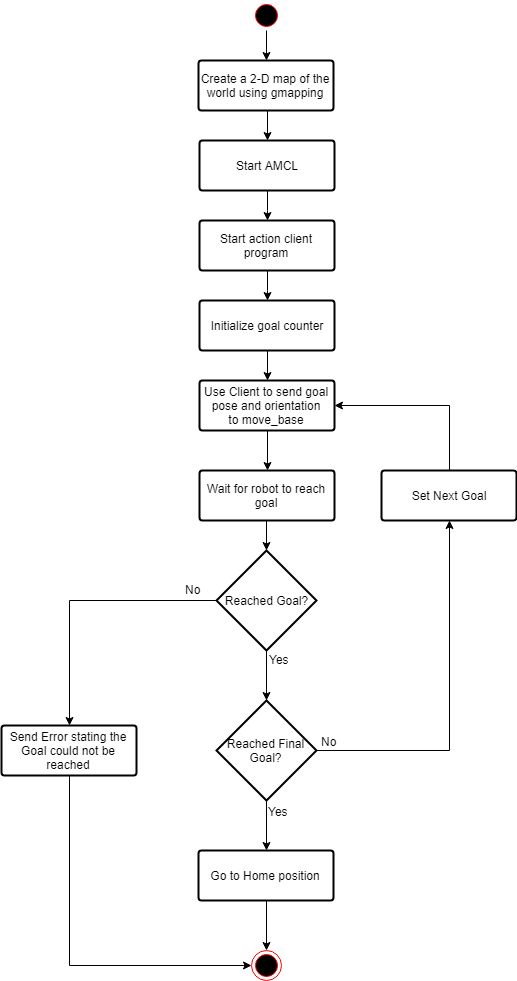 Create a 2-D map of the
world using gmapping
Start AMCL
Start action client
program
Initialize goal counter
Use Client to send goal
pose and orientation
to move_base
Wait for robot to reach
goal
Set Next Goal
No
Reached Goal?
Yes
Send Error stating the
Goal could not be
reached
Reached Final
Goal?
No
Yes
Go to Home position